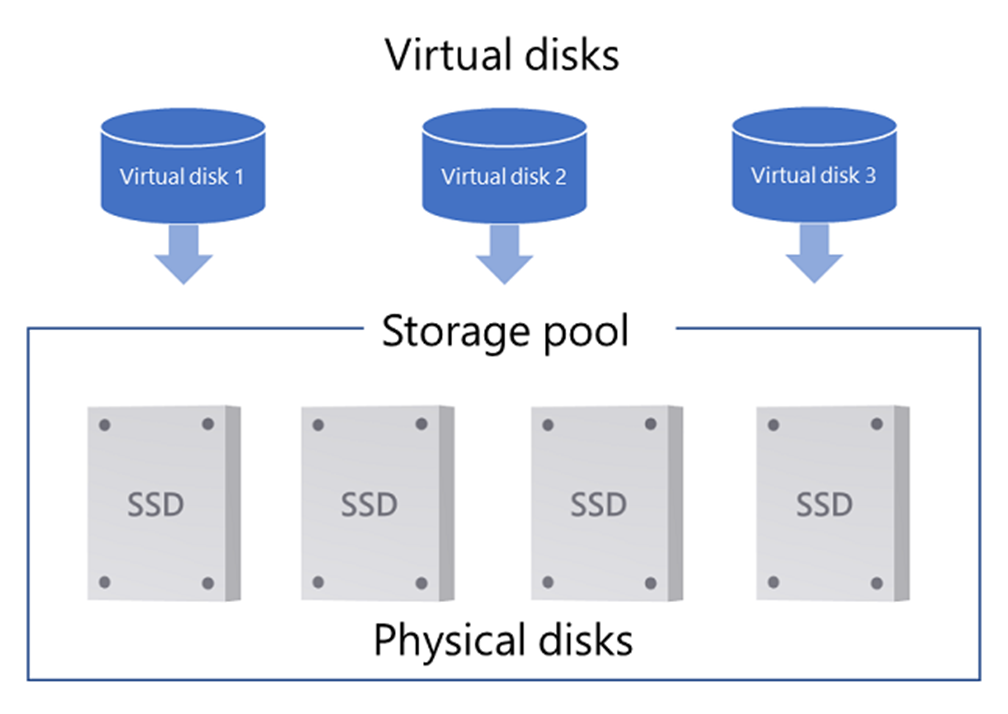 Virtual disks
Virtual disk 1
Virtual disk 2
Virtual disk 3
Storage pool
SSD
SSD
SSD
SSD
Physical disks